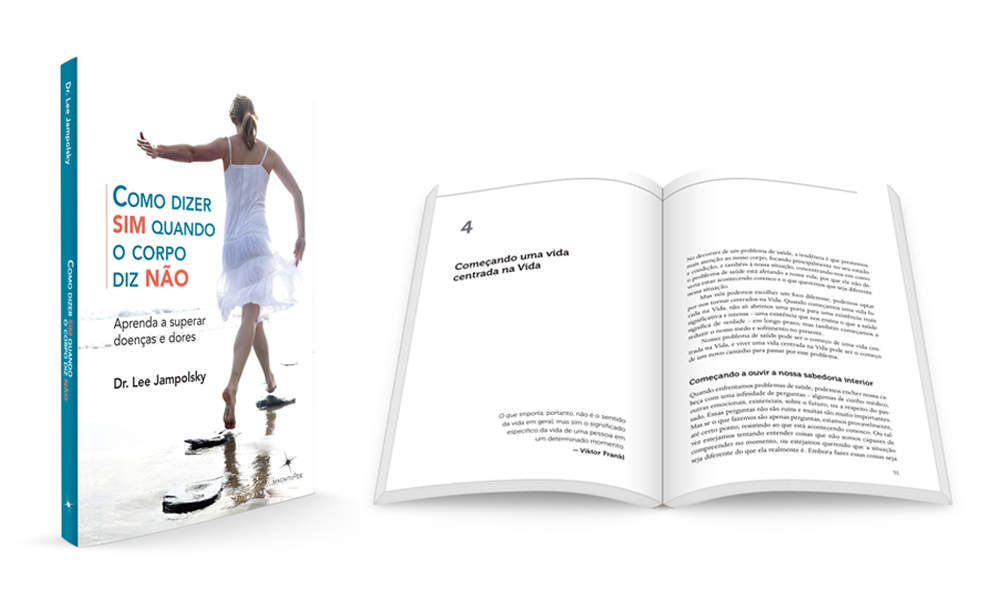 Dr. Lee Jampolsky
COMO DIZER SIM QUANDO
O CORPO DIZ NÃO
COMO DIZER
SIM QUANDO
O CORPO
DIZ NÃO
Aprenda a superar
doenças e dores
Dr. Lee Jampolsky
MAGNITUDDE
4
Começando uma vida
centrada na Vida
O que importa, portanto, não é o sentido
da vida em geral, mas sim o significado
específico da vida de uma pessoa em
um determinado momento.
— Viktor Frankl
No decorrer de um problema de saúde, a tendência é que prestemos
mais atenção ao nosso corpo, focando principalmente no seu estado
e condição, e também à nossa situação, concentrando-nos em como
o problema de saúde está afetando a nossa vida, por que ele não de-
veria estar acontecendo conosco e o que queremos que seja diferente
nessa situação.
Mas nós podemos escolher um foco diferente, podemos optar
por nos tornar centrados na Vida. Quando começamos uma vida fo-
cada na Vida, não só abrimos uma porta para uma existência mais
significativa e intensa – uma existência que nos ensina o que a saúde
significa de verdade – em longo prazo, mas também começamos a
reduzir o nosso medo e sofrimento no presente.
Nosso problema de saúde pode ser o começo de uma vida cen-
trada na Vida, e viver uma vida centrada na Vida pode ser o começo
de um novo caminho para passar por esse problema.
Começando a ouvir a nossa sabedoria interior
Quando enfrentamos problemas de saúde, podemos encher nossa ca-
beça com uma infinidade de perguntas – algumas de cunho médico,
outras emocionais, existenciais, sobre o futuro, ou a respeito do pas-
sado. Essas perguntas não são ruins e muitas são muito importantes.
Mas se o que fazemos são apenas perguntas, estamos provavelmente,
até certo ponto, resistindo ao que está acontecendo conosco. Ou tal-
vez estejamos tentando entender coisas que não somos capazes de
compreender no momento, ou estejamos querendo que a situação
seja diferente do que ela realmente é. Embora fazer essas coisas seja